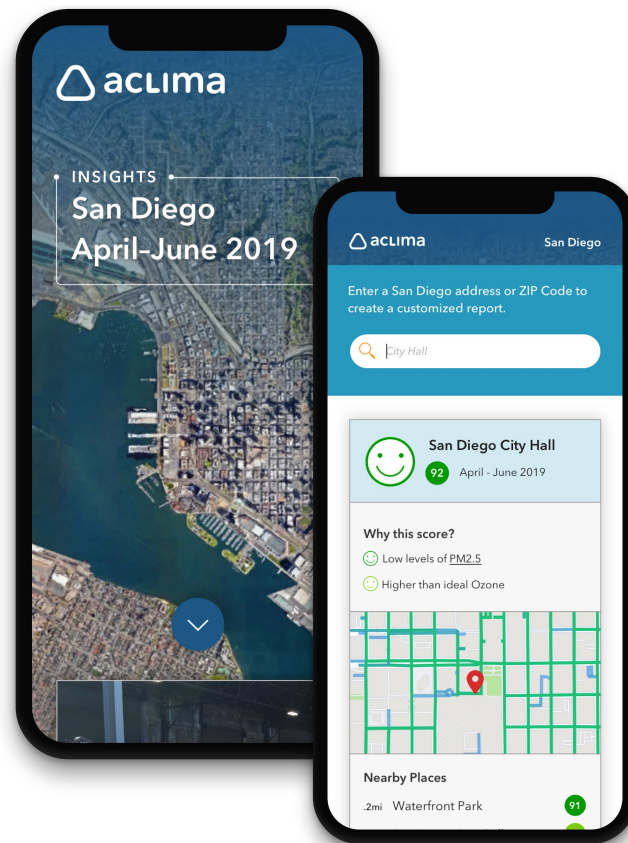 aclima
INSIGHTS
San Diego
April–June 2019
aclima
San Diego
Enter a San Diego address or ZIP Code to
create a customized report.
City Hall
San Diego City Hall
92 April - June 2019
Why this score?
Low levels of PM2.5
Higher than ideal Ozone
Nearby Places
.2mi Waterfront Park 91